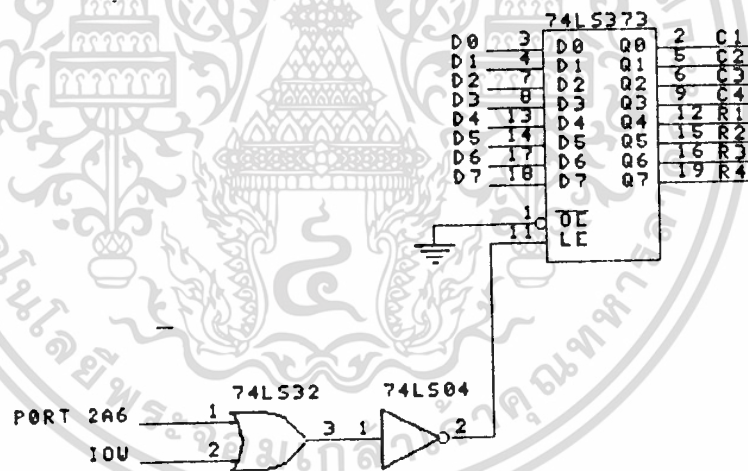 74LS373
D0 3 D0 Q0 2 C1
D1 4 D1 Q1 5 C2
D2 7 D2 Q2 6 C3
D3 8 D3 Q3 9 C4
D4 13 D4 Q4 12 R1
D5 14 D5 Q5 15 R2
D6 17 D6 Q6 16 R3
D7 18 D7 Q7 19 R4
1 OE
11 LE
74LS32 74LS04
PORT 2A6 1
3 1 2
IOW 2